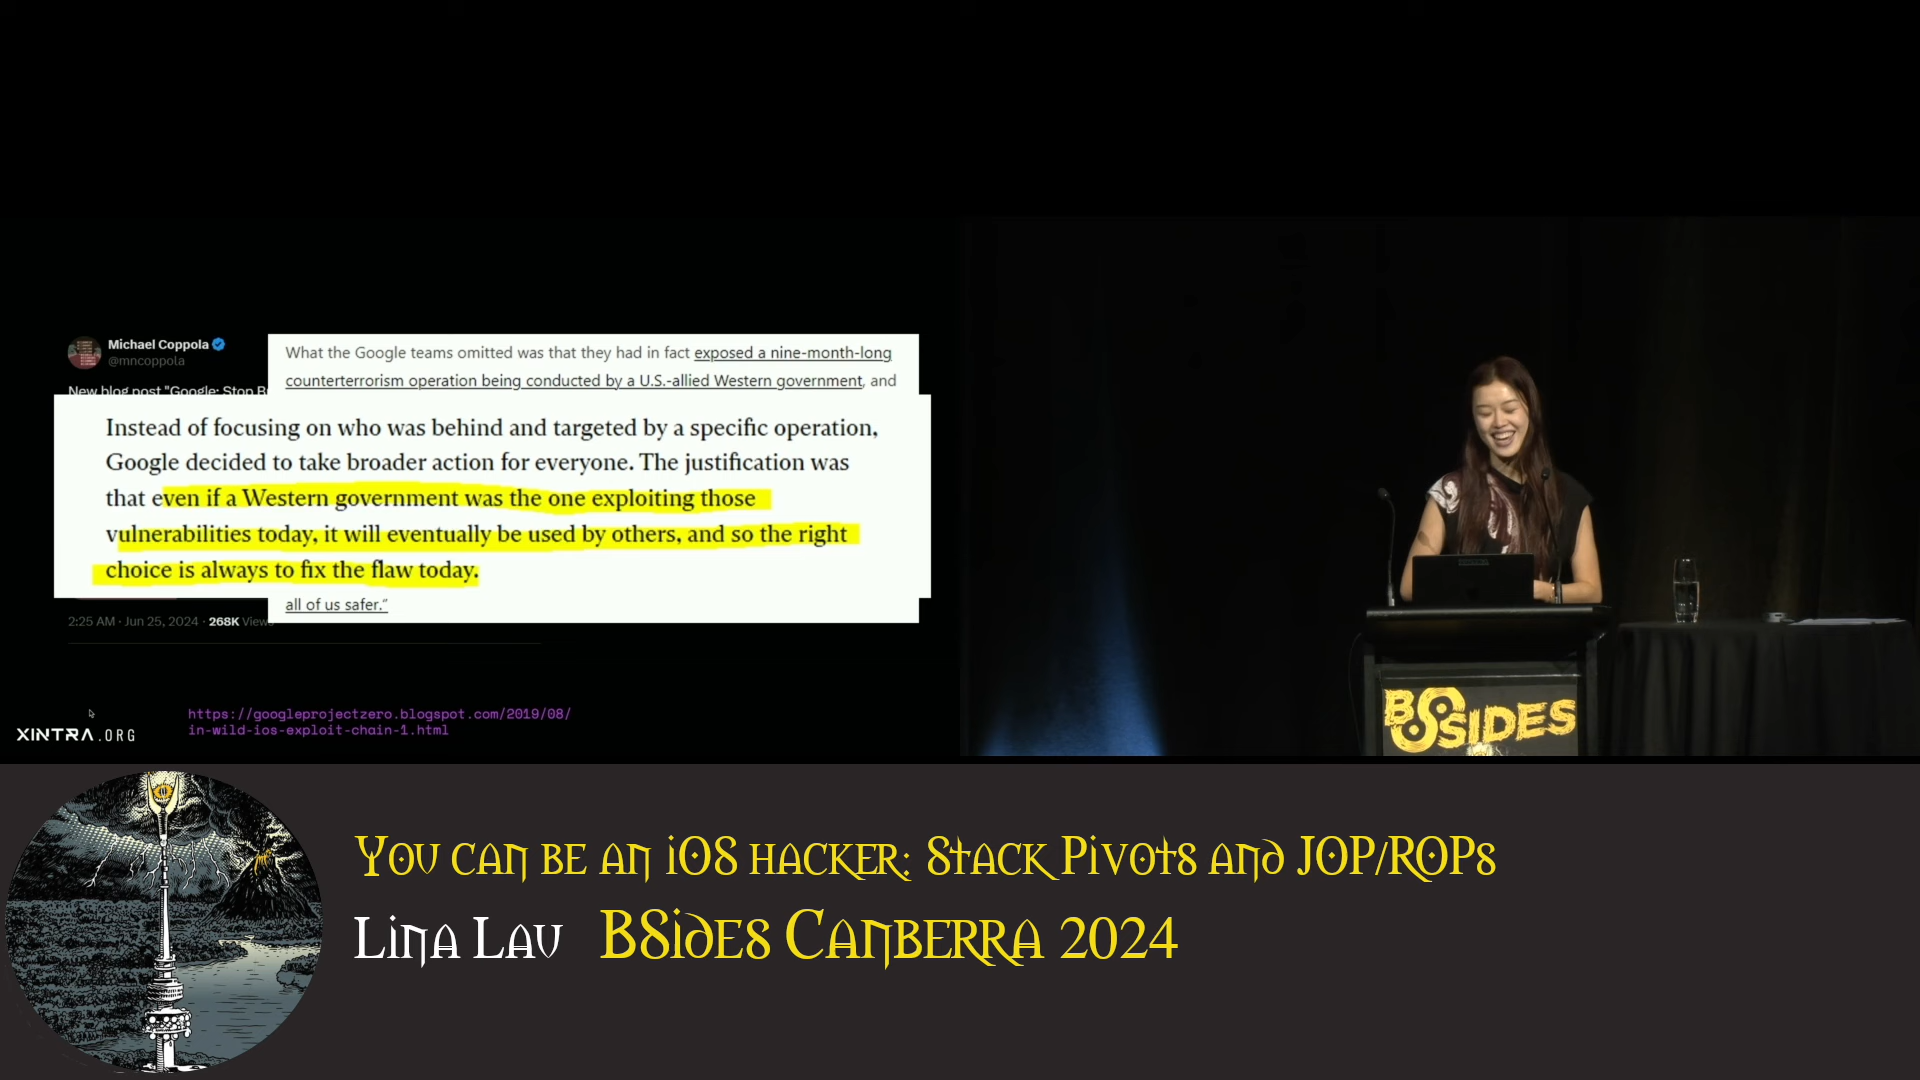 Michael Coppola
@mncoppola
New blog post "Google: Stop B
What the Google teams omitted was that they had in fact exposed a nine-month-long
counterterrorism operation being conducted by a U.S.-allied Western government, and
Instead of focusing on who was behind and targeted by a specific operation,
Google decided to take broader action for everyone. The justification was
that even if a Western government was the one exploiting those
vulnerabilities today, it will eventually be used by others, and so the right
choice is always to fix the flaw today.
all of us safer."
2:25 AM · Jun 25, 2024 · 268K Views
XINTRA.ORG
https://googleprojectzero.blogspot.com/2019/08/
in-wild-ios-exploit-chain-1.html
BSIDES
You can be an iOS hacker: Stack Pivots and JOP/ROPs
Lina Lau BSides Canberra 2024